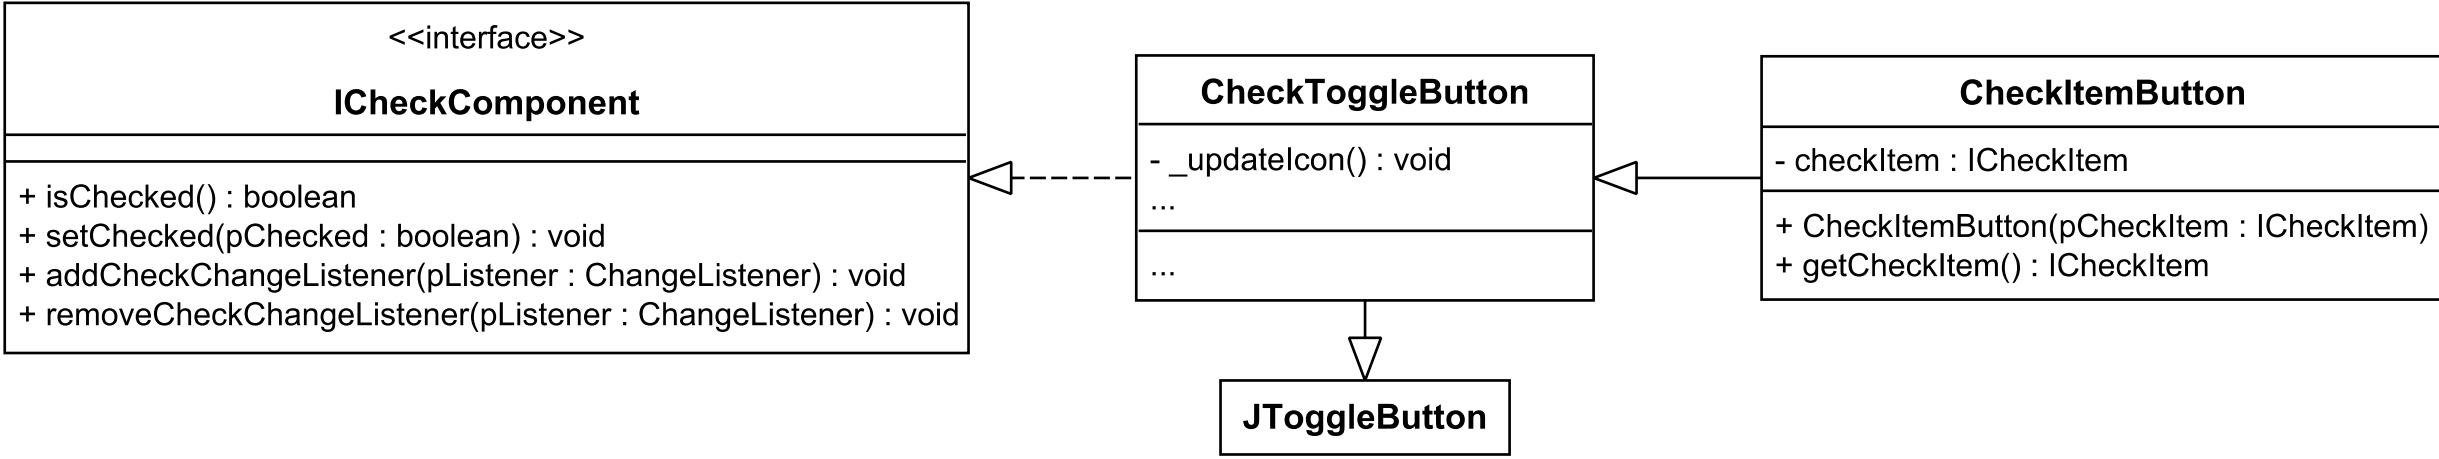 <<interface>>
ICheckComponent
+ isChecked() : boolean
+ setChecked(pChecked : boolean) : void
+ addCheckChangeListener(pListener : ChangeListener) : void
+ removeCheckChangeListener(pListener : ChangeListener) : void
CheckToggleButton
- _updateIcon() : void
...
...
JToggleButton
CheckItemButton
- checkItem : ICheckItem
+ CheckItemButton(pCheckItem : ICheckItem)
+ getCheckItem() : ICheckItem